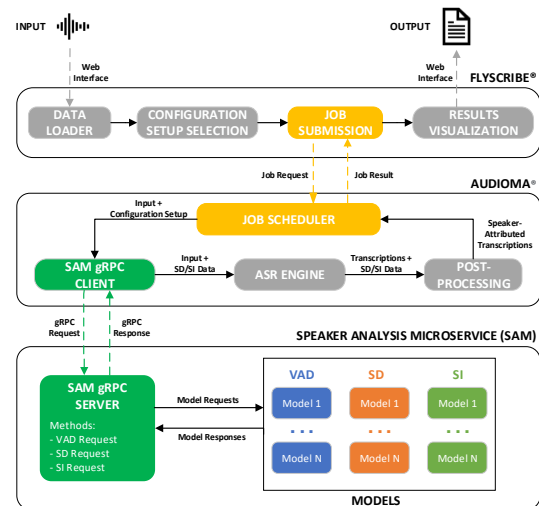 INPUT
OUTPUT
Web
Interface
Web
Interface
FLYSCRIBE®
DATA
LOADER
CONFIGURATION
SETUP SELECTION
JOB
SUBMISSION
RESULTS
VISUALIZATION
Job Request
Job Result
AUDIOMA®
Input +
Configuration Setup
JOB SCHEDULER
Speaker-
Attributed
Transcriptions
SAM gRPC
CLIENT
Input +
SD/SI Data
ASR ENGINE
Transcriptions +
SD/SI Data
POST-
PROCESSING
gRPC
Request
gRPC
Response
SPEAKER ANALYSIS MICROSERVICE (SAM)
SAM gRPC
SERVER
Methods:
- VAD Request
- SD Request
- SI Request
Model Requests
Model Responses
VAD
SD
SI
Model 1
Model 1
Model 1
...
...
...
Model N
Model N
Model N
MODELS